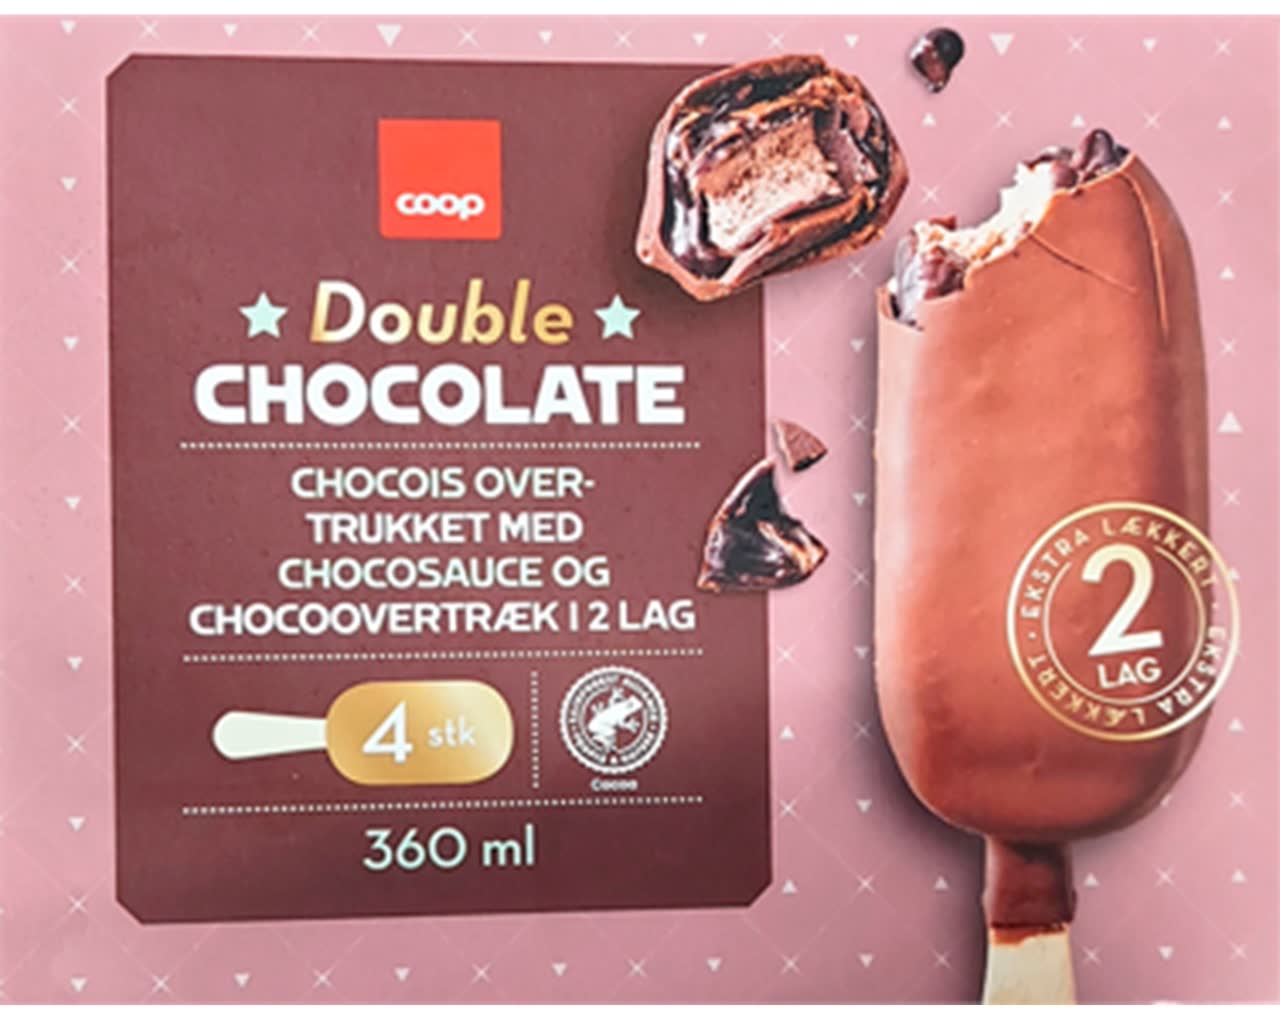 coop
Double
CHOCOLATE
CHOCOIS OVER-
TRUKKET MED
CHOCOSAUCE OG
CHOCOOVERTRÆK I 2 LAG
4 stk
Cocoa
360 ml
EKSTRA LÆKKERT · EKSTRA LÆKKERT ·
2
LAG